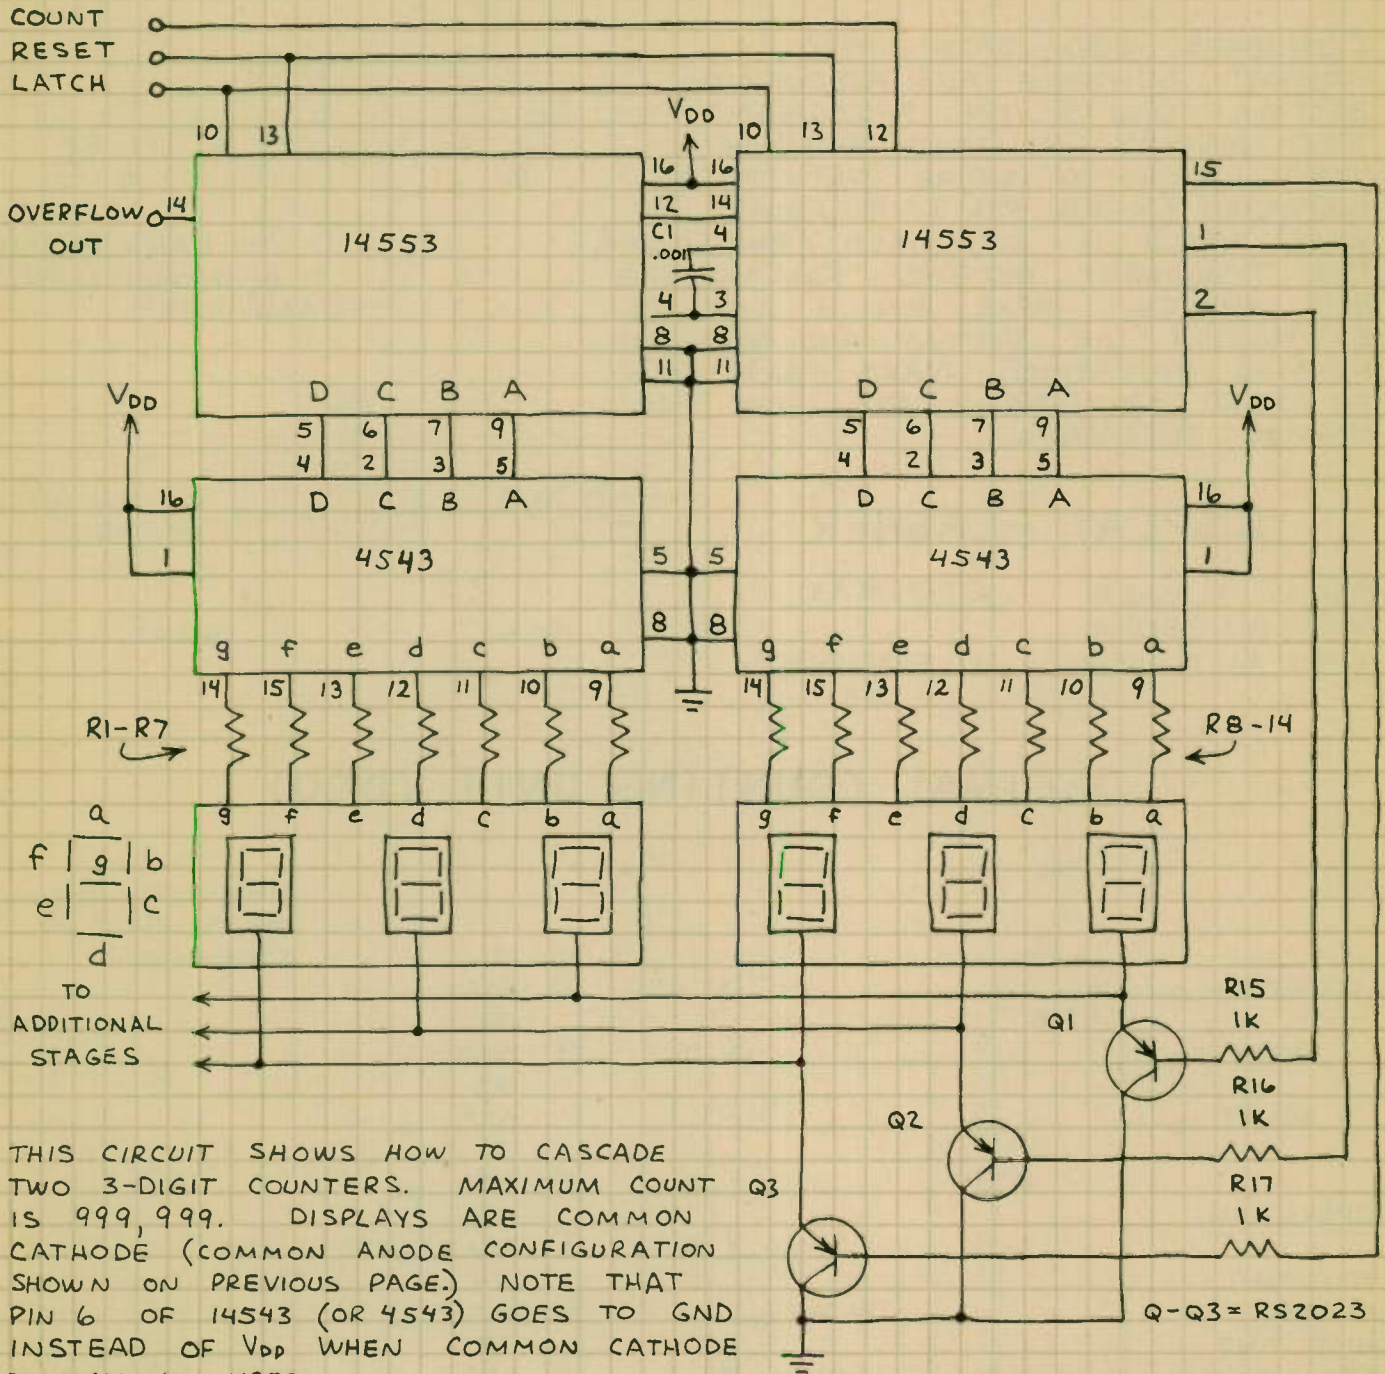 COUNT
RESET
LATCH
VDD
10 13
10 13 12
16 16
15
OVERFLOW 14
OUT
12 14
14553
14553
C1 4
.001
1
4 3
2
8 8
11 11
VDD
D C B A
D C B A
VDD
5 6 7 9
5 6 7 9
4 2 3 5
4 2 3 5
16
D C B A
D C B A
16
1
4543
5 5
4543
1
8 8
g f e d c b a
g f e d c b a
14 15 13 12 11 10 9
14 15 13 12 11 10 9
R1-R7
R8-14
g f e d c b a
g f e d c b a
a
f g b
e c
d
TO
ADDITIONAL
STAGES
Q1
R15
1K
R16
1K
Q2
R17
1K
Q3
THIS CIRCUIT SHOWS HOW TO CASCADE
TWO 3-DIGIT COUNTERS. MAXIMUM COUNT
IS 999,999. DISPLAYS ARE COMMON
CATHODE (COMMON ANODE CONFIGURATION
SHOWN ON PREVIOUS PAGE.) NOTE THAT
PIN 6 OF 14543 (OR 4543) GOES TO GND
INSTEAD OF VDD WHEN COMMON CATHODE
Q-Q3=RS2023